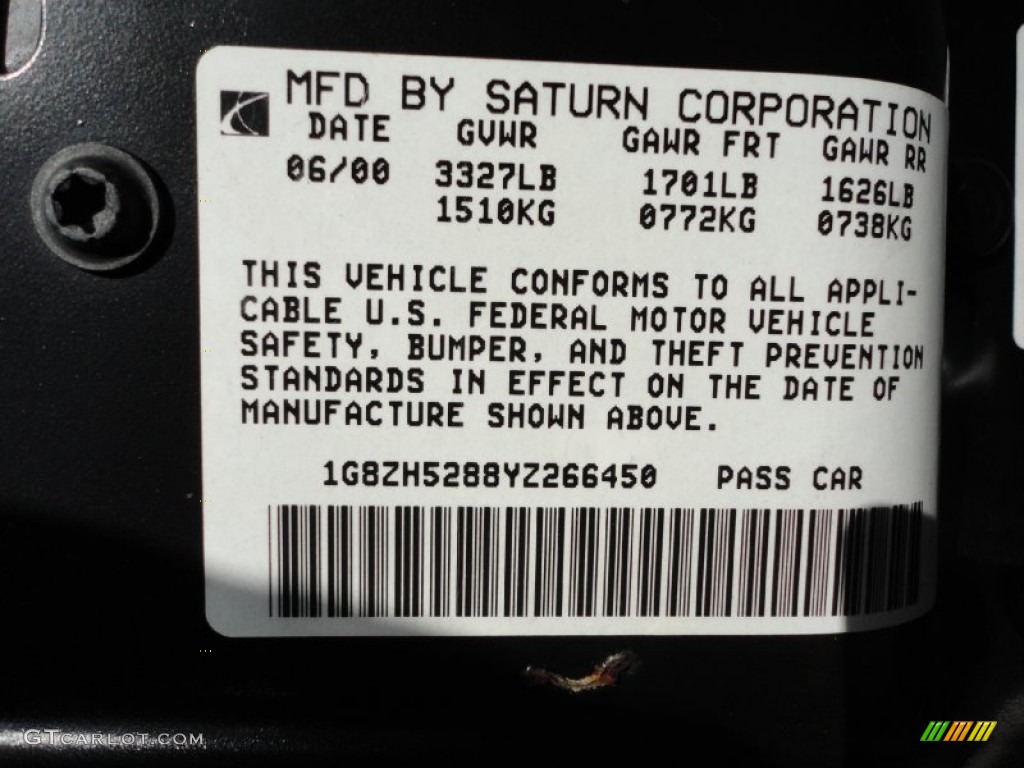 MFD BY SATURN CORPORATION
DATE GVWR GAWR FRT GAWR RR
06/00 3327LB 1701LB 1626LB
1510KG 0772KG 0738KG
THIS VEHICLE CONFORMS TO ALL APPLI-
CABLE U.S. FEDERAL MOTOR VEHICLE
SAFETY, BUMPER, AND THEFT PREVENTION
STANDARDS IN EFFECT ON THE DATE OF
MANUFACTURE SHOWN ABOVE.
1G8ZH5288YZ266450 PASS CAR
GTCARLOT.COM